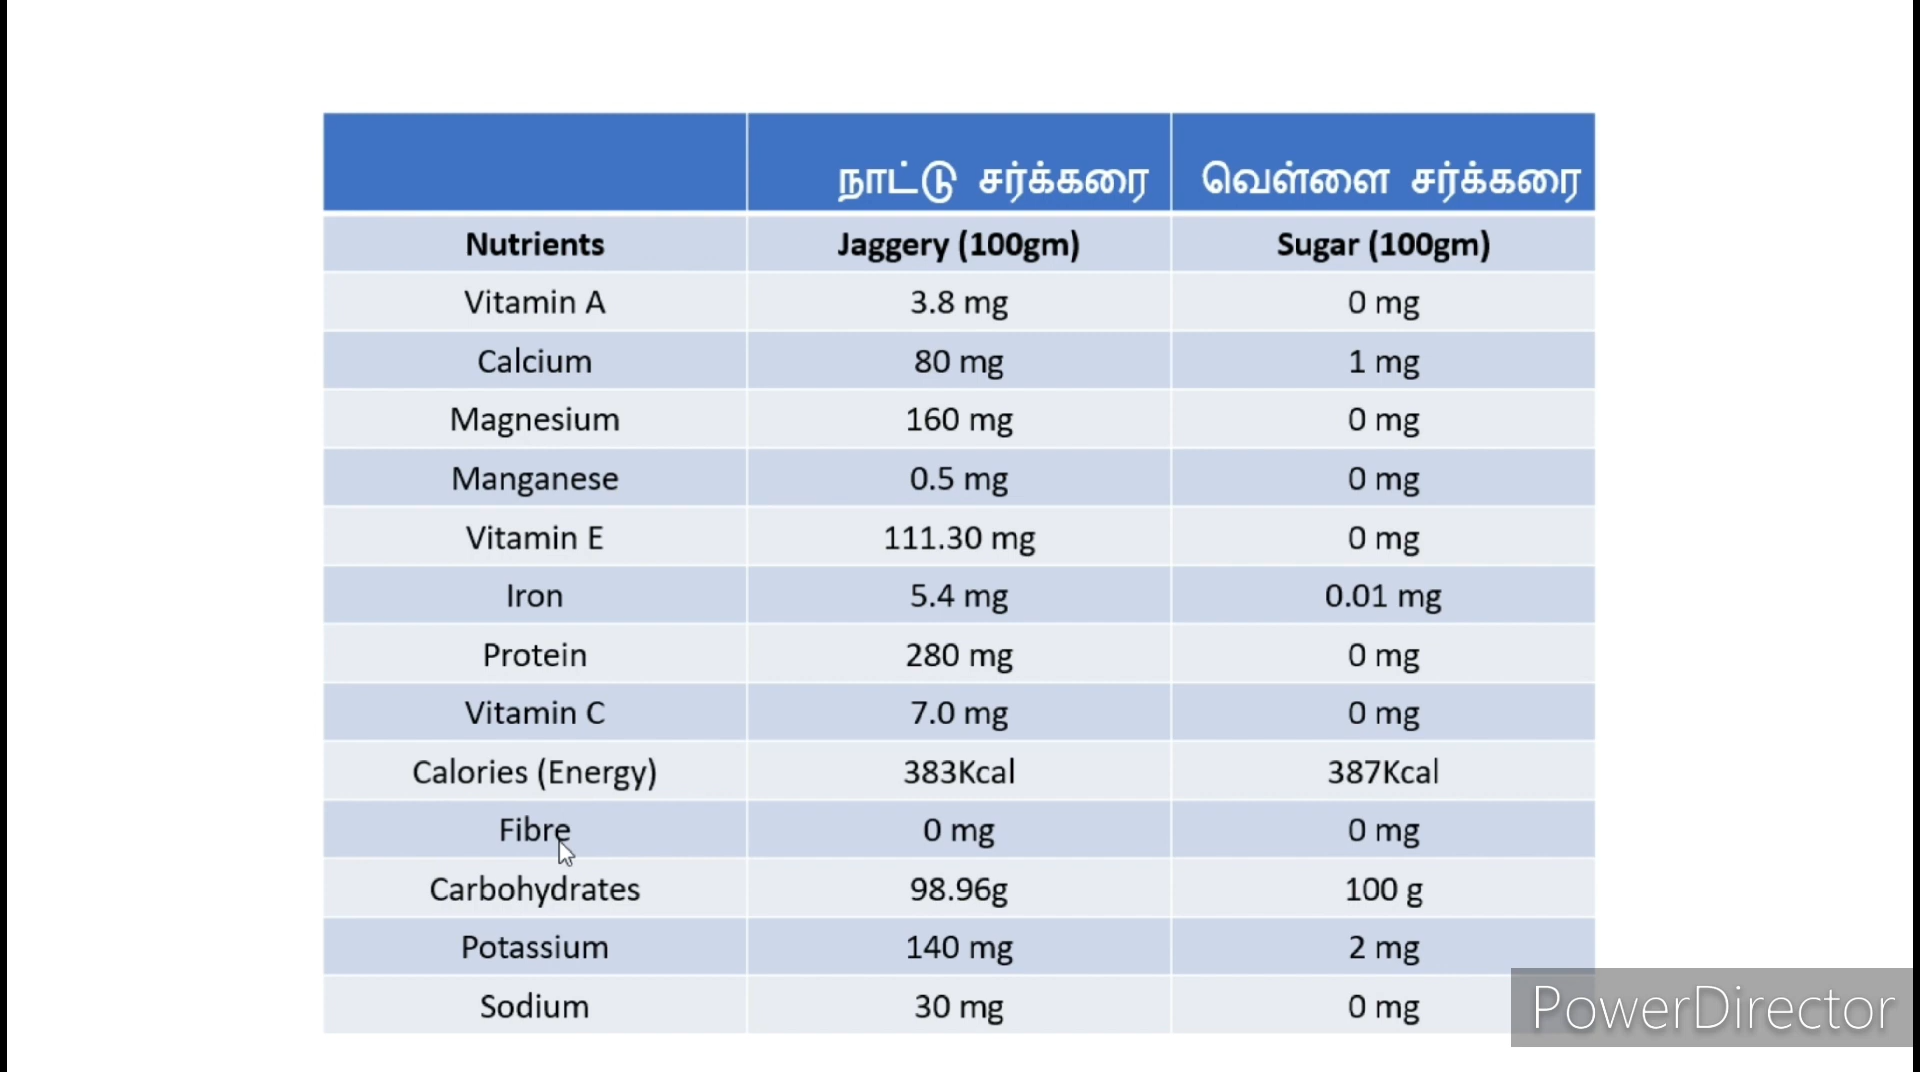 நாட்டு சர்க்கரை வெள்ளை சர்க்கரை
Nutrients Jaggery (100gm) Sugar (100gm)
Vitamin A 3.8 mg 0 mg
Calcium 80 mg 1 mg
Magnesium 160 mg 0 mg
Manganese 0.5 mg 0 mg
Vitamin E 111.30 mg 0 mg
Iron 5.4 mg 0.01 mg
Protein 280 mg 0 mg
Vitamin C 7.0 mg 0 mg
Calories (Energy) 383Kcal 387Kcal
Fibre 0 mg 0 mg
Carbohydrates 98.96g 100 g
Potassium 140 mg 2 mg
Sodium 30 mg 0 mg
PowerDirector